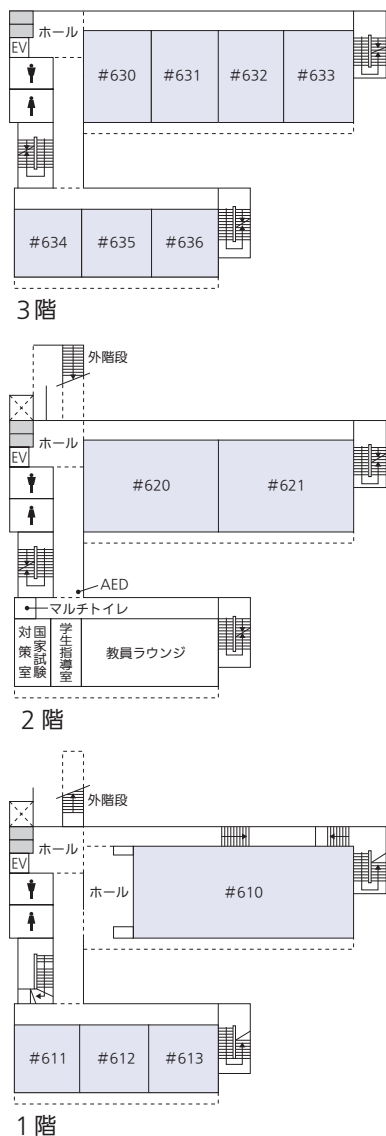 ホール
EV
#630
#631
#632
#633
#634
#635
#636
3階
外階段
ホール
EV
#620
#621
AED
マルチトイレ
国家試験
対策室
学生指導室
教員ラウンジ
2階
外階段
ホール
EV
ホール
#610
#611
#612
#613
1階